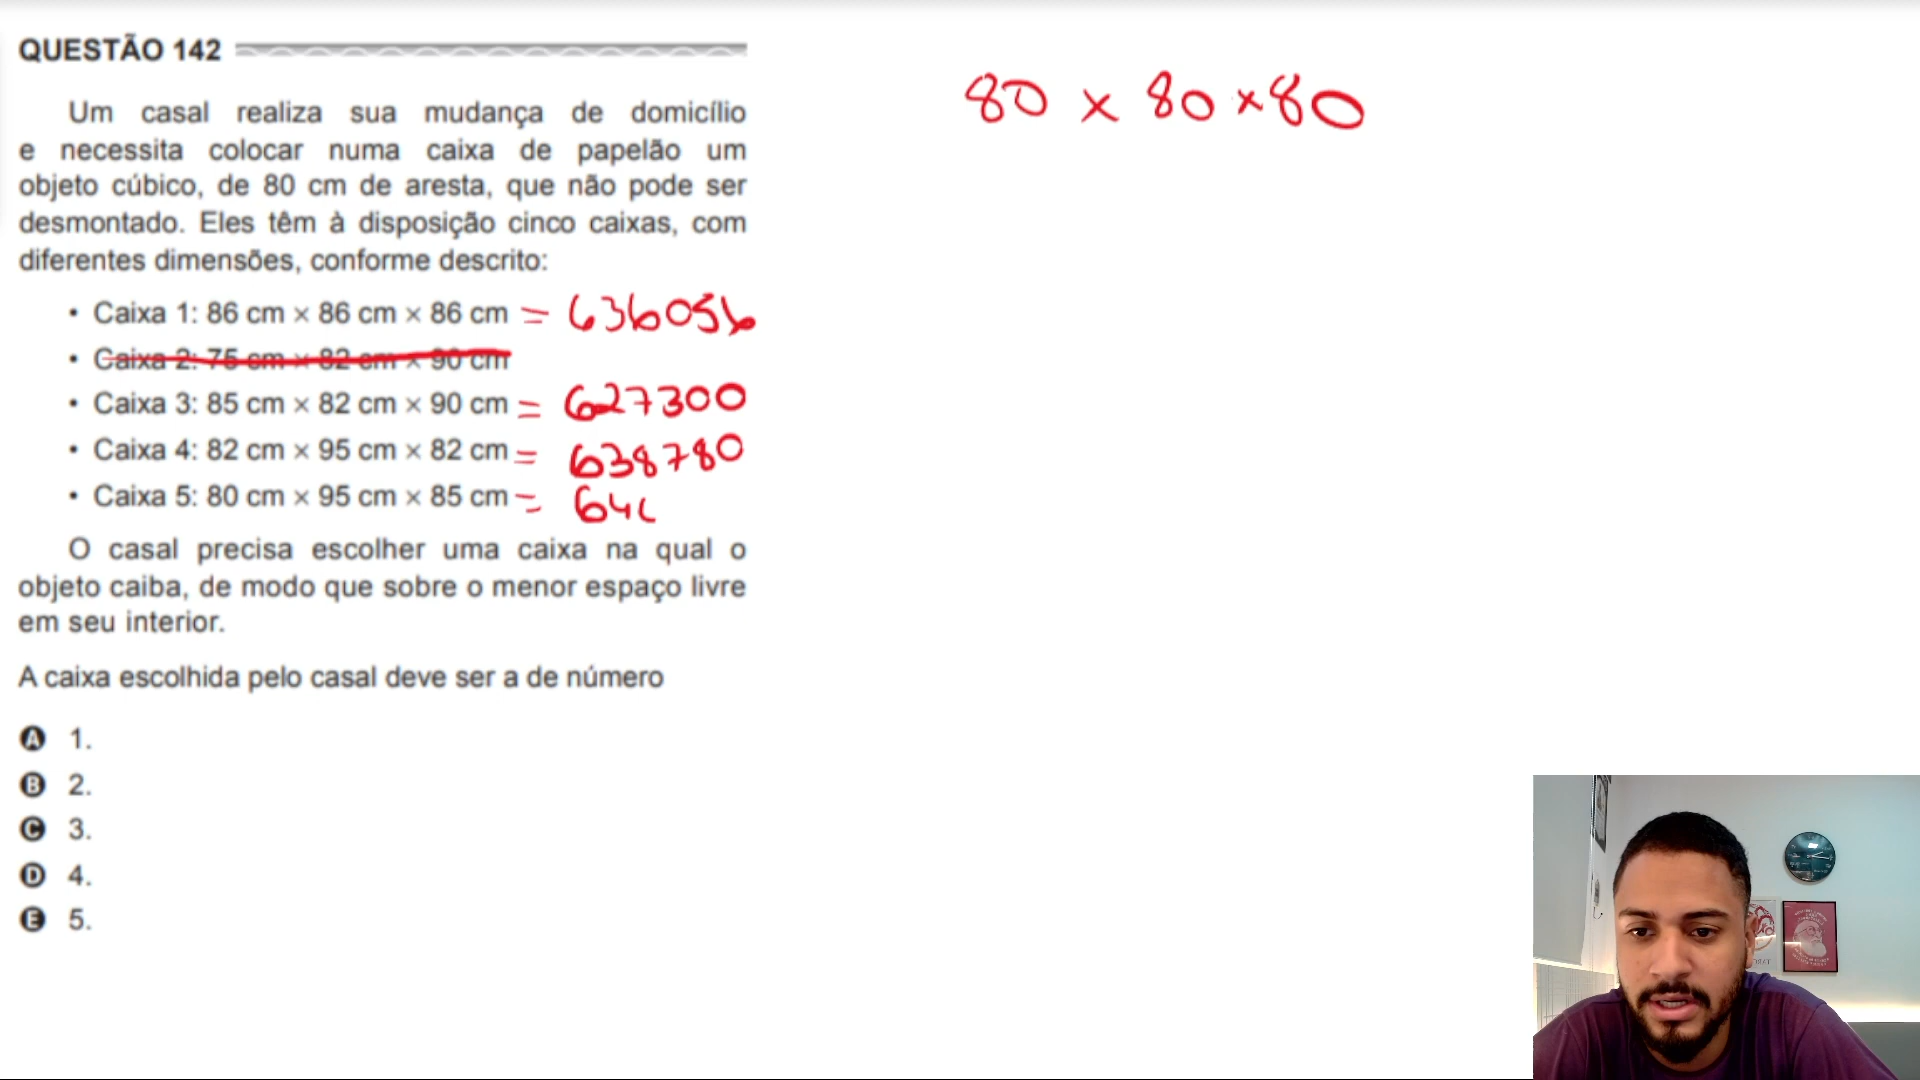 QUESTÃO 142
80 x 80 x 80
Um casal realiza sua mudança de domicílio
e necessita colocar numa caixa de papelão um
objeto cúbico, de 80 cm de aresta, que não pode ser
desmontado. Eles têm à disposição cinco caixas, com
diferentes dimensões, conforme descrito:
• Caixa 1: 86 cm × 86 cm × 86 cm = 636056
• Caixa 2: 75 cm × 82 cm × 90 cm
• Caixa 3: 85 cm × 82 cm × 90 cm = 627300
• Caixa 4: 82 cm × 95 cm × 82 cm = 638780
• Caixa 5: 80 cm × 95 cm × 85 cm = 64
O casal precisa escolher uma caixa na qual o
objeto caiba, de modo que sobre o menor espaço livre
em seu interior.
A caixa escolhida pelo casal deve ser a de número
A 1.
B 2.
C 3.
D 4.
E 5.